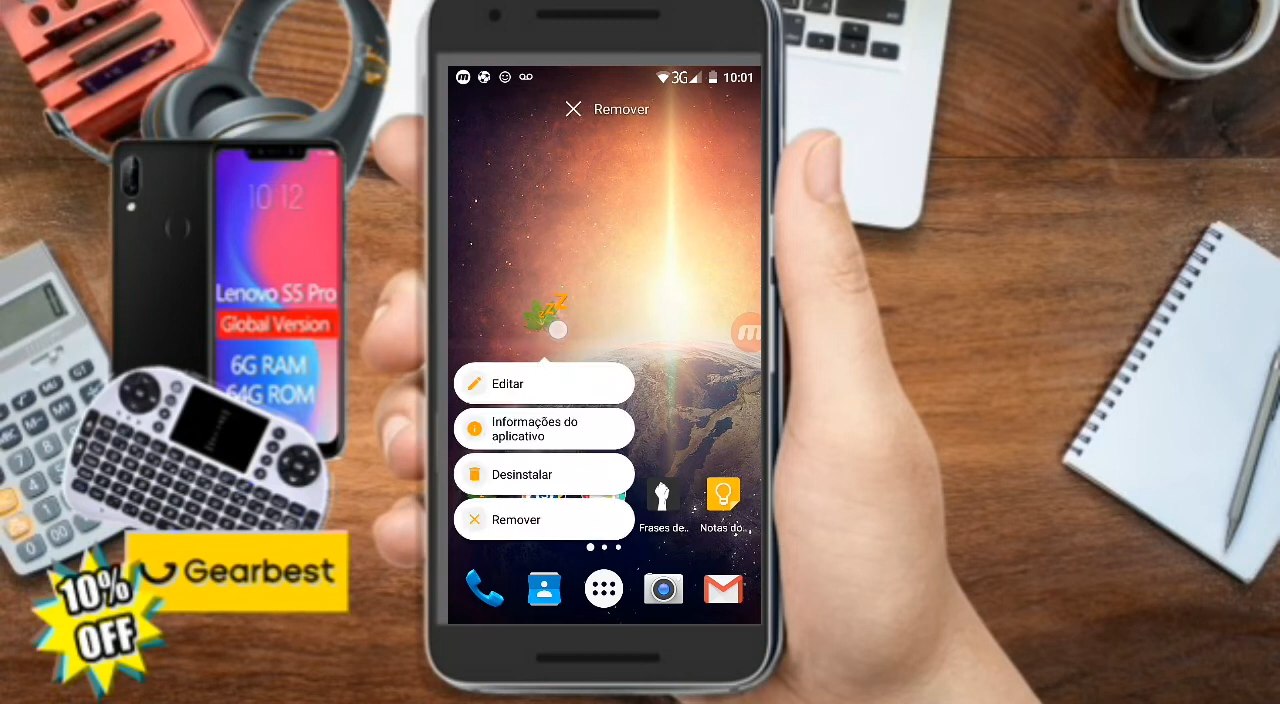 3G 10:01
Remover
10 12
Lenovo S5 Pro
Global Version
6G RAM
64G ROM
Editar
Informações do
aplicativo
Desinstalar
Remover
Frases de..
Notas do..
Gearbest
10%
OFF